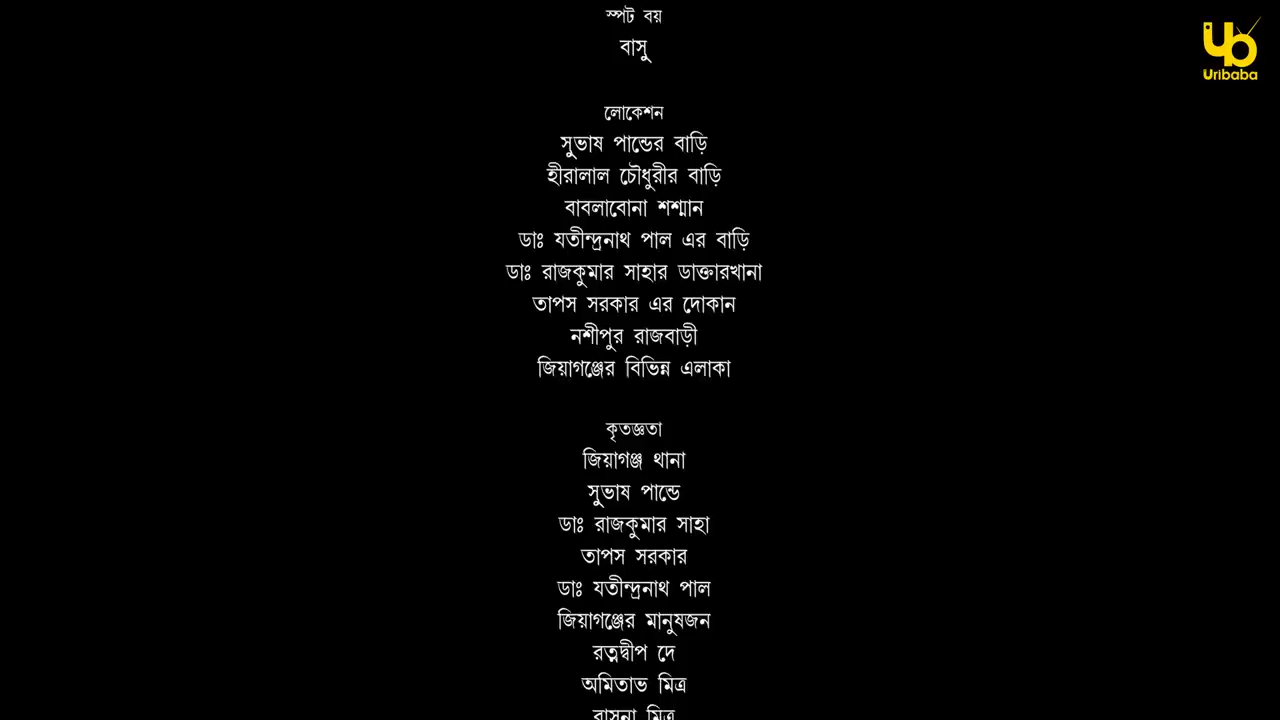 স্পট বয়
বাসু
লোকেশন
সুভাষ পান্ডের বাড়ি
হীরালাল চৌধুরীর বাড়ি
বাবলাবোনা শশ্মান
ডাঃ যতীন্দ্রনাথ পাল এর বাড়ি
ডাঃ রাজকুমার সাহার ডাক্তারখানা
তাপস সরকার এর দোকান
নশীপুর রাজবাড়ী
জিয়াগঞ্জের বিভিন্ন এলাকা
কৃতজ্ঞতা
জিয়াগঞ্জ থানা
সুভাষ পান্ডে
ডাঃ রাজকুমার সাহা
তাপস সরকার
ডাঃ যতীন্দ্রনাথ পাল
জিয়াগঞ্জের মানুষজন
রত্নদ্বীপ দে
অমিতাভ মিত্র
মিত্র
Uribaba